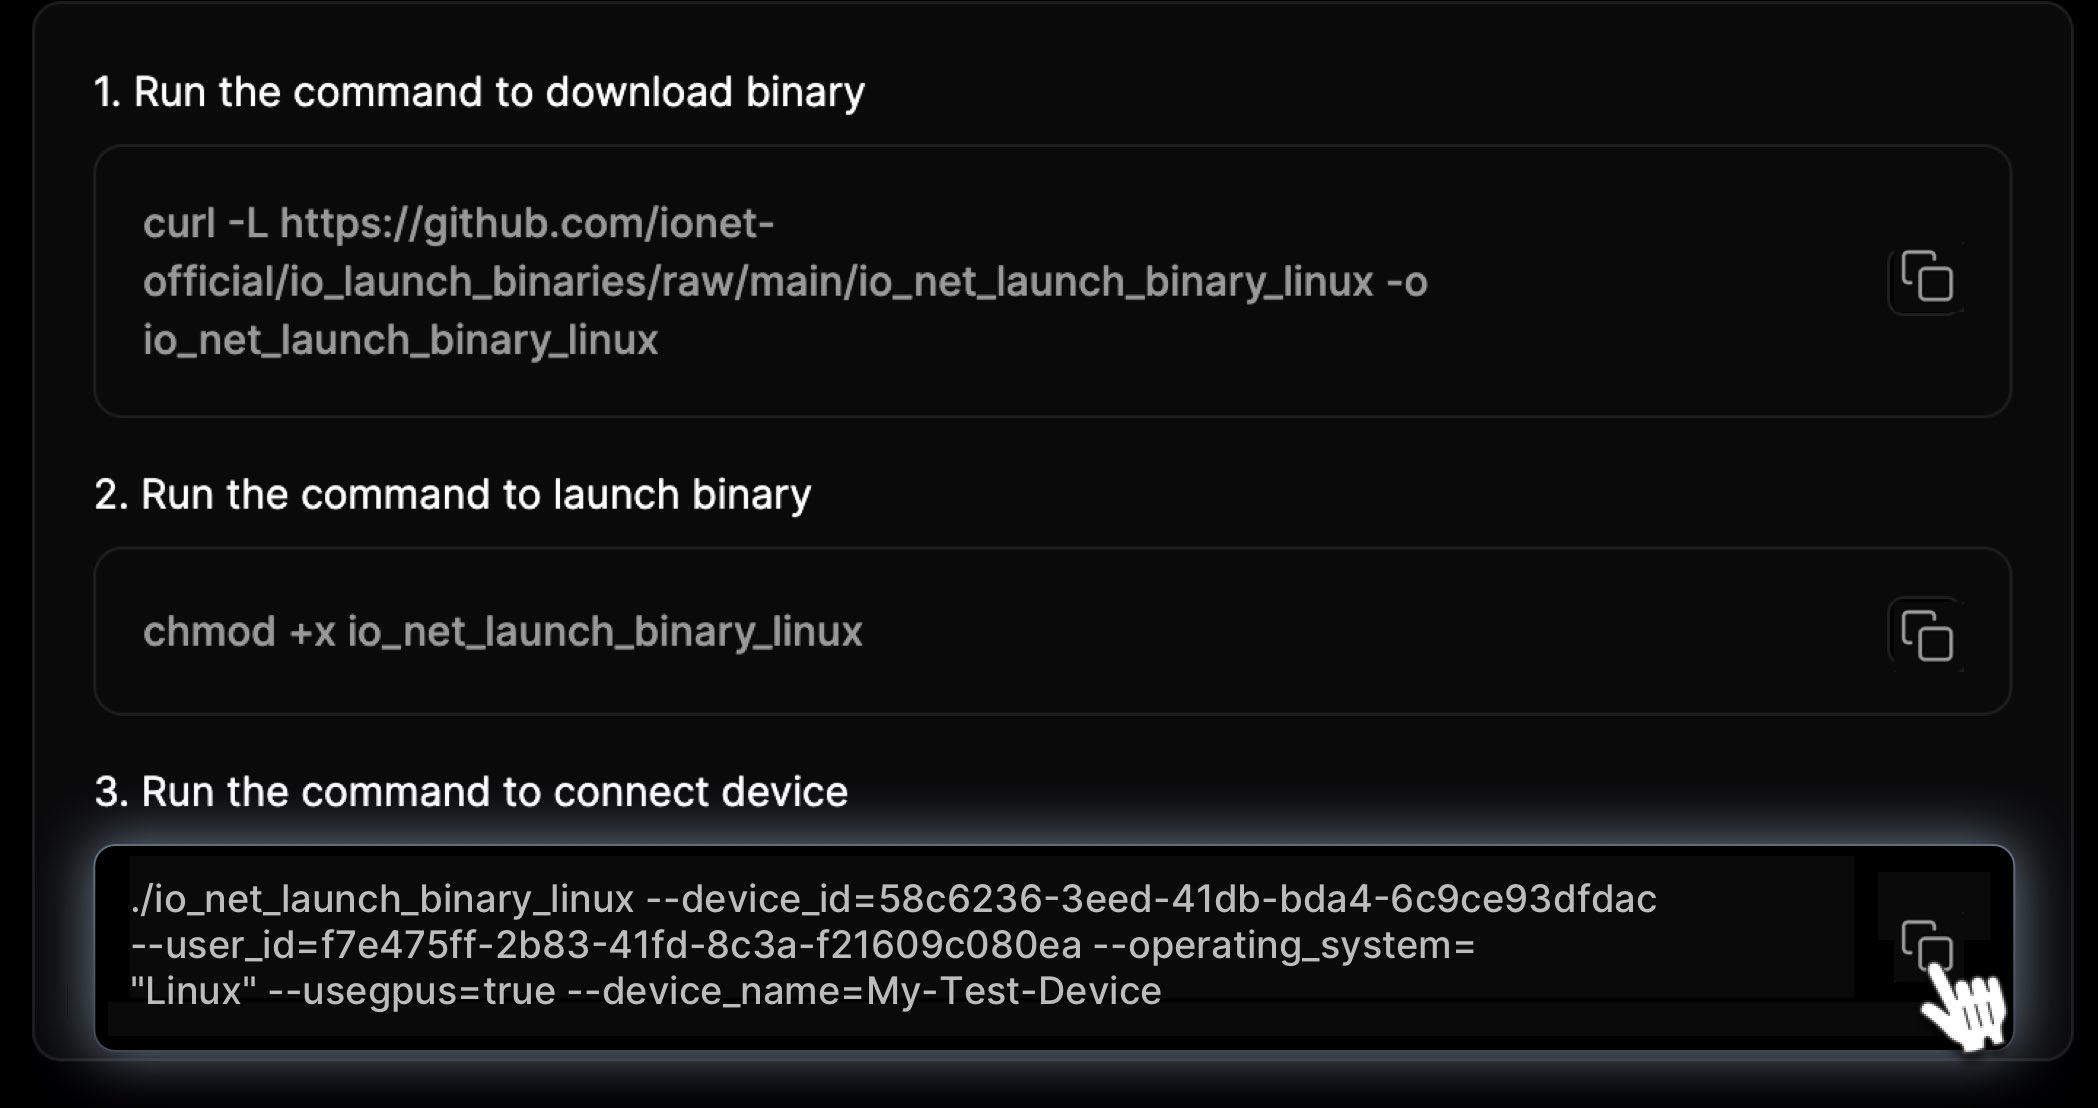 1. Run the command to download binary
curl -L https://github.com/ionet-
official/io_launch_binaries/raw/main/io_net_launch_binary_linux -o
io_net_launch_binary_linux
2. Run the command to launch binary
chmod +x io_net_launch_binary_linux
3. Run the command to connect device
./io_net_launch_binary_linux --device_id=58c6236-3eed-41db-bda4-6c9ce93dfdac
--user_id=f7e475ff-2b83-41fd-8c3a-f21609c080ea --operating_system=
"Linux" --usegpus=true --device_name=My-Test-Device